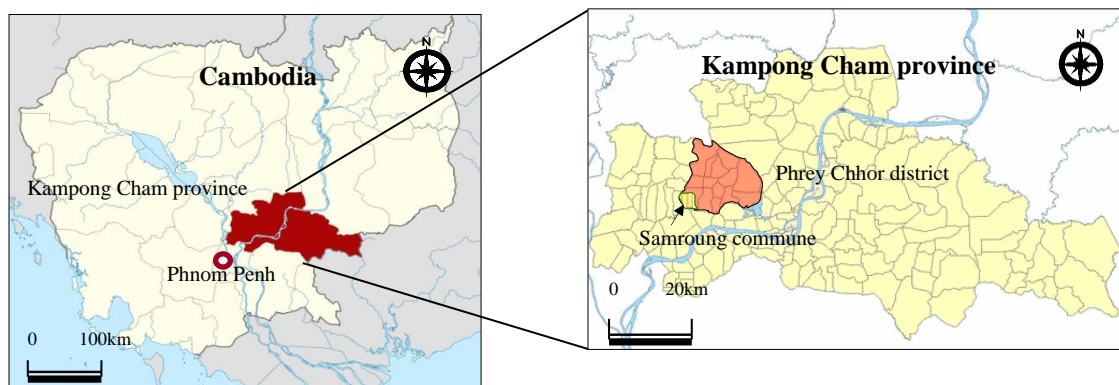 N
Cambodia
Kampong Cham province
Phnom Penh
0 100km
N
Kampong Cham province
Phrey Chhor district
Samroung commune
0 20km